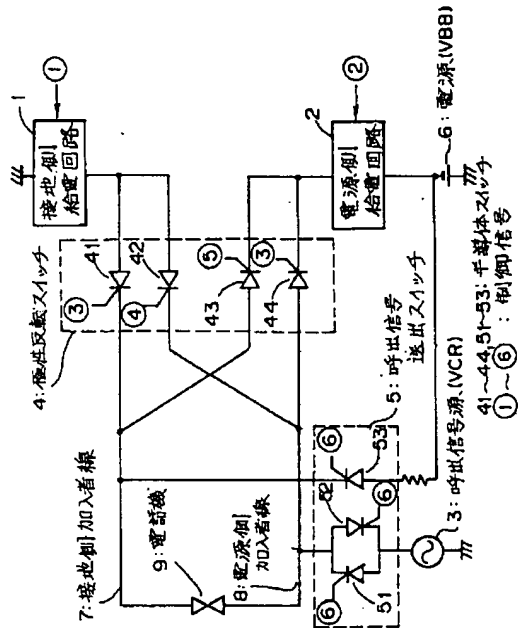 1
接地側
給電回路
①
②
2
電源側
給電回路
6:電源(VBB)
4:極性反転スイッチ
41
③
42
④
⑤
43
③
44
7:接地側加入者線
9:電話機
8:電源側
加入者線
5:呼出信号
送出スイッチ
⑥
53
52
⑥
⑥
51
3:呼出信号源(VCR)
41~44,51~53:半導体スイッチ
①~⑥:制御信号